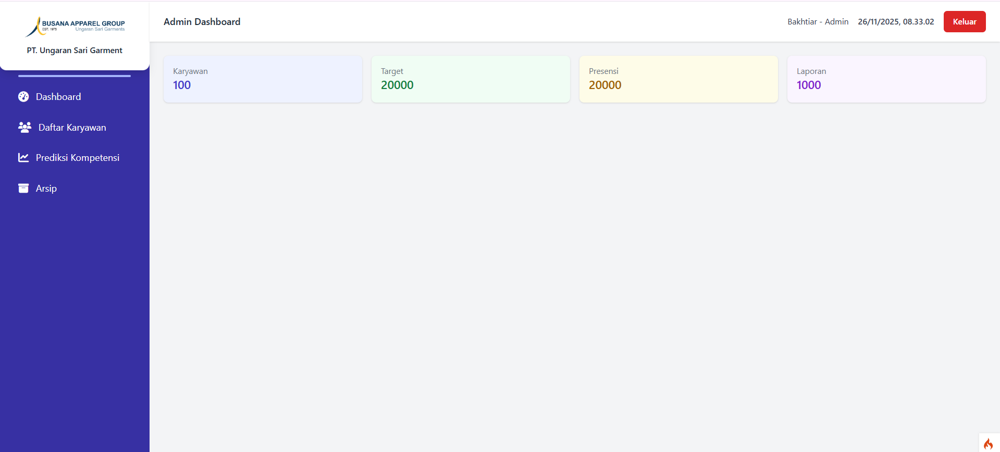 BUSANA APPAREL GROUP
EST. 1975
Ungaran Sari Garments
PT. Ungaran Sari Garment
Dashboard
Daftar Karyawan
Prediksi Kompetensi
Arsip
Admin Dashboard
Bakhtiar - Admin
26/11/2025, 08.33.02
Keluar
Karyawan
100
Target
20000
Presensi
20000
Laporan
1000